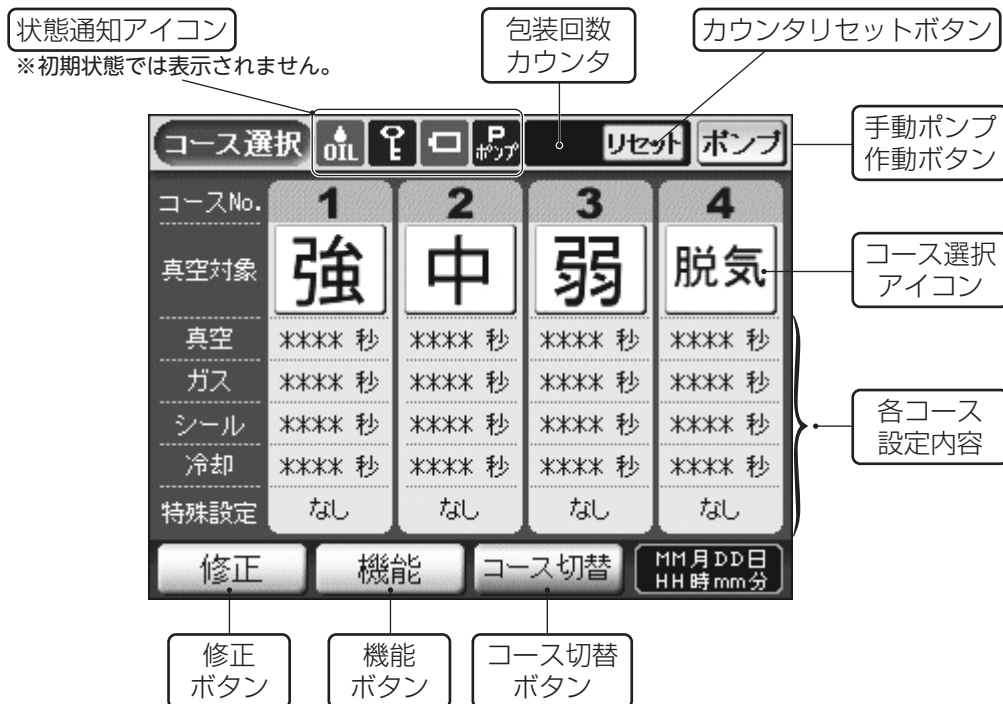 状態通知アイコン
※初期状態では表示されません。
包装回数
カウンタ
カウンタリセットボタン
コース選択
OIL
P
ポンプ
リセット
ポンプ
手動ポンプ
作動ボタン
コースNo. 1 2 3 4
真空対象 強 中 弱 脱気
コース選択
アイコン
真空 **** 秒 **** 秒 **** 秒 **** 秒
ガス **** 秒 **** 秒 **** 秒 **** 秒
シール **** 秒 **** 秒 **** 秒 **** 秒
冷却 **** 秒 **** 秒 **** 秒 **** 秒
特殊設定 なし なし なし なし
各コース
設定内容
修正 機能 コース切替
MM月DD日
HH時mm分
修正
ボタン
機能
ボタン
コース切替
ボタン